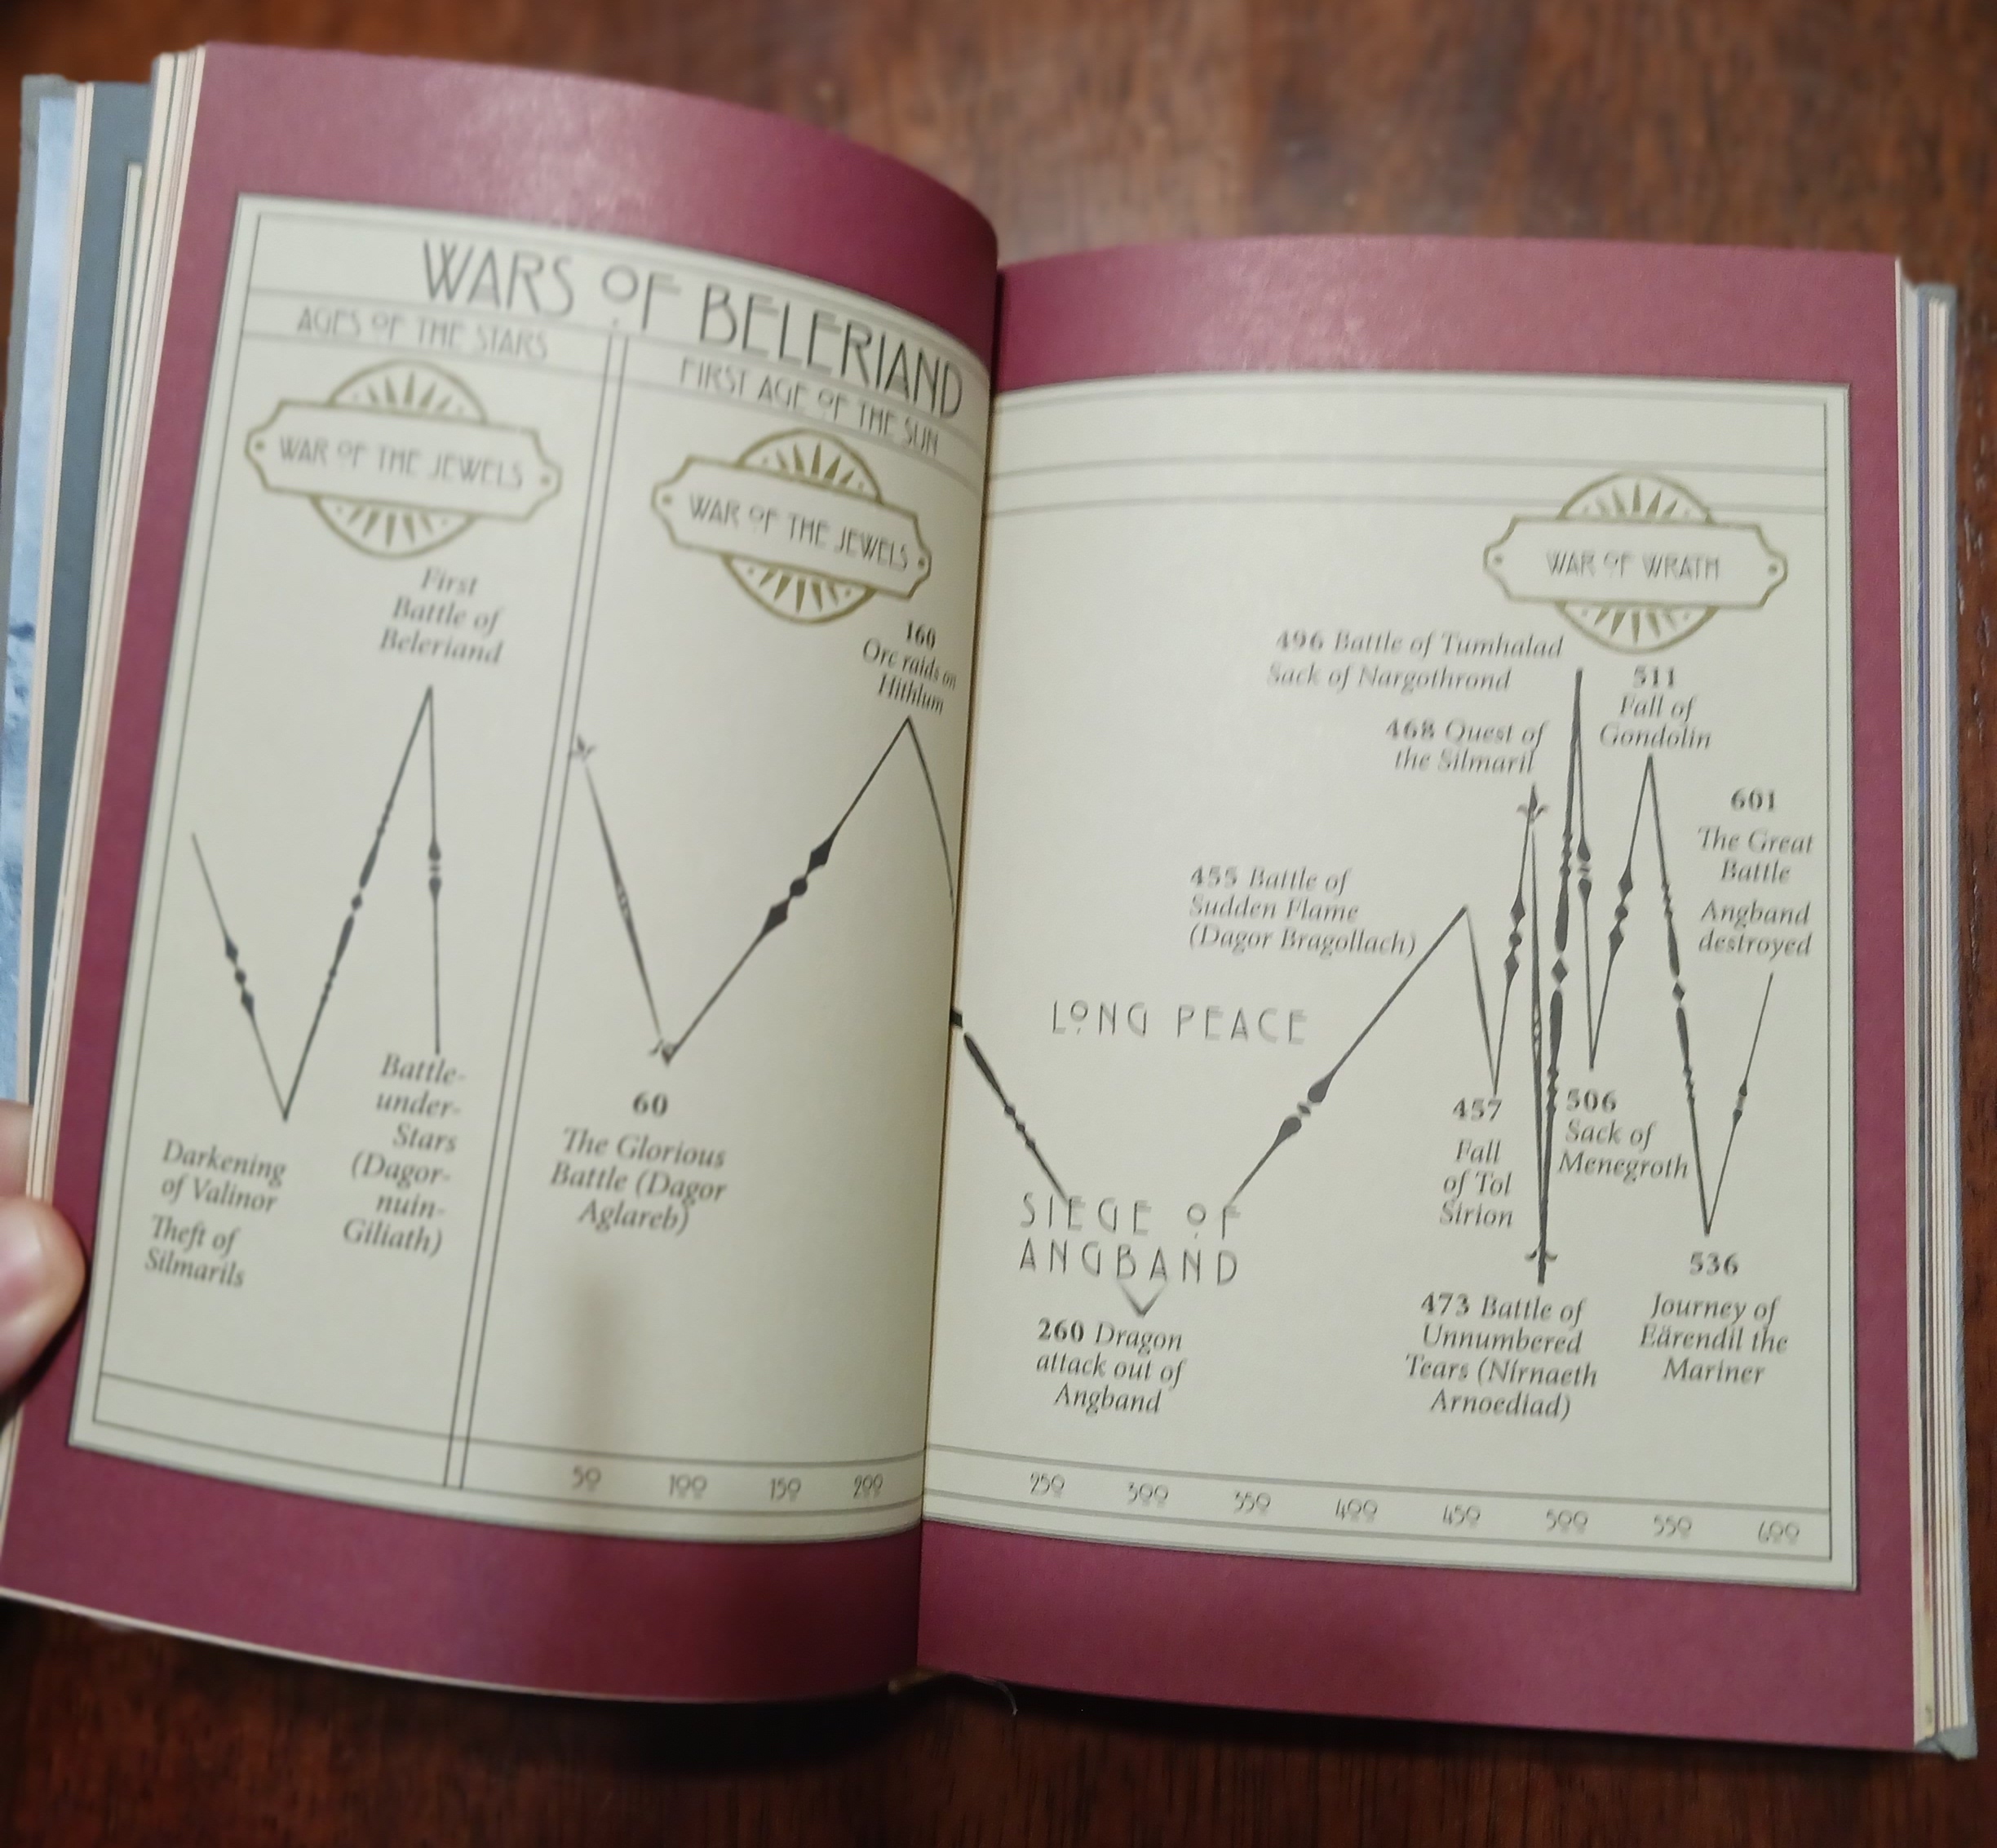 WARS OF BELERIAND
AGES OF THE STARS
FIRST AGE OF THE SUN
WAR OF THE JEWELS
First
Battle of
Beleriand
Darkening
of Valinor
Theft of
Silmarils
Battle-
under-
Stars
(Dagor-
nuin-
Giliath)
WAR OF THE JEWELS
160
Orc raids on
Hithlum
60
The Glorious
Battle (Dagor
Aglareb)
50 100 150 200
WAR OF WRATH
496 Battle of Tumhalad
Sack of Nargothrond
511
Fall of
Gondolin
468 Quest of
the Silmaril
601
The Great
Battle
Angband
destroyed
455 Battle of
Sudden Flame
(Dagor Bragollach)
LONG PEACE
457
Fall
of Tol
Sirion
506
Sack of
Menegroth
SIEGE OF
ANGBAND
260 Dragon
attack out of
Angband
473 Battle of
Unnumbered
Tears (Nirnaeth
Arnoediad)
536
Journey of
Eärendil the
Mariner
250 300 350 400 450 500 550 600